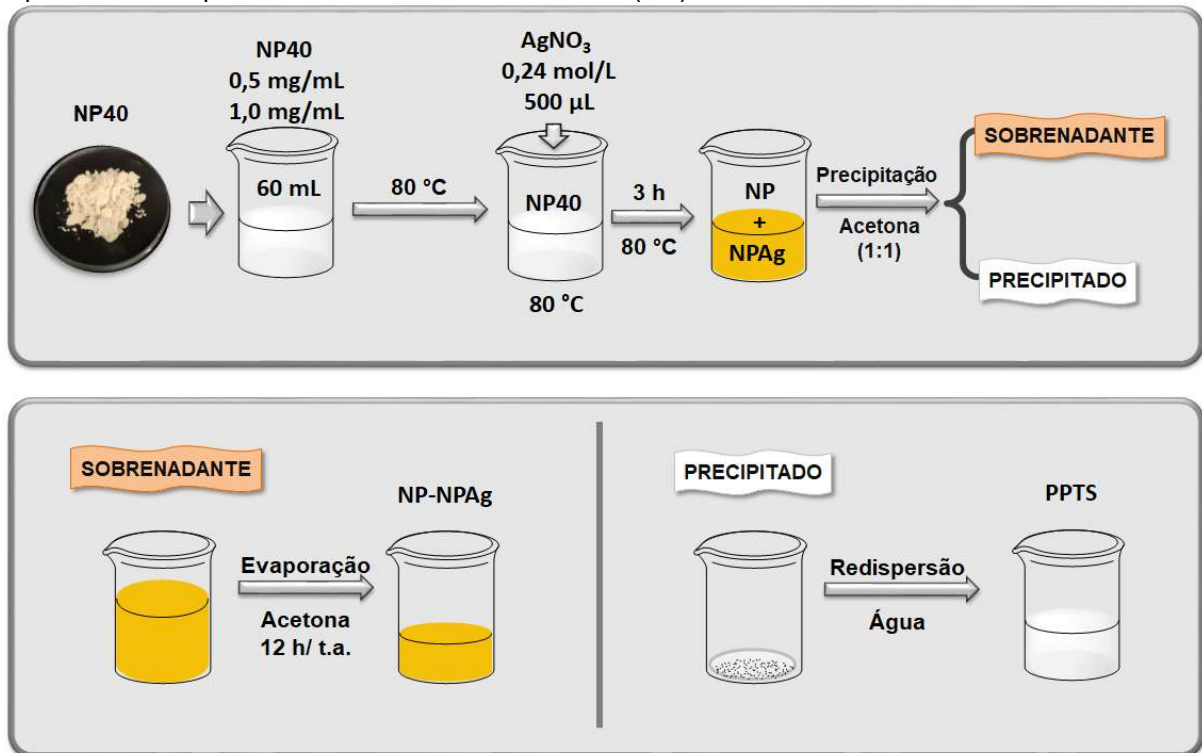 NP40
NP40
0,5 mg/mL
1,0 mg/mL
60 mL
80 °C
AgNO₃
0,24 mol/L
500 µL
NP40
80 °C
3 h
80 °C
NP
+
NPAg
Precipitação
Acetona
(1:1)
SOBRENADANTE
PRECIPITADO
SOBRENADANTE
Evaporação
Acetona
12 h/ t.a.
NP-NPAg
PRECIPITADO
Redispersão
Água
PPTS